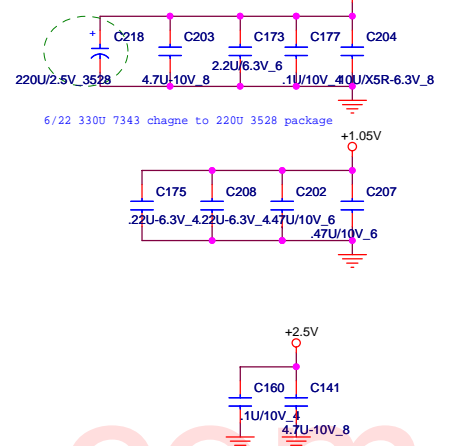 + C218 C203 C173 C177 C204
2.2U/6.3V_6
220U/2.5V_3528 4.7U-10V_8 .1U/10V_4 10U/X5R-6.3V_8
6/22 330U 7343 chagne to 220U 3528 package
+1.05V
C175 C208 C202 C207
.22U-6.3V_4 .22U-6.3V_4 .47U/10V_6
.47U/10V_6
+2.5V
C160 C141
.1U/10V_4
4.7U-10V_8